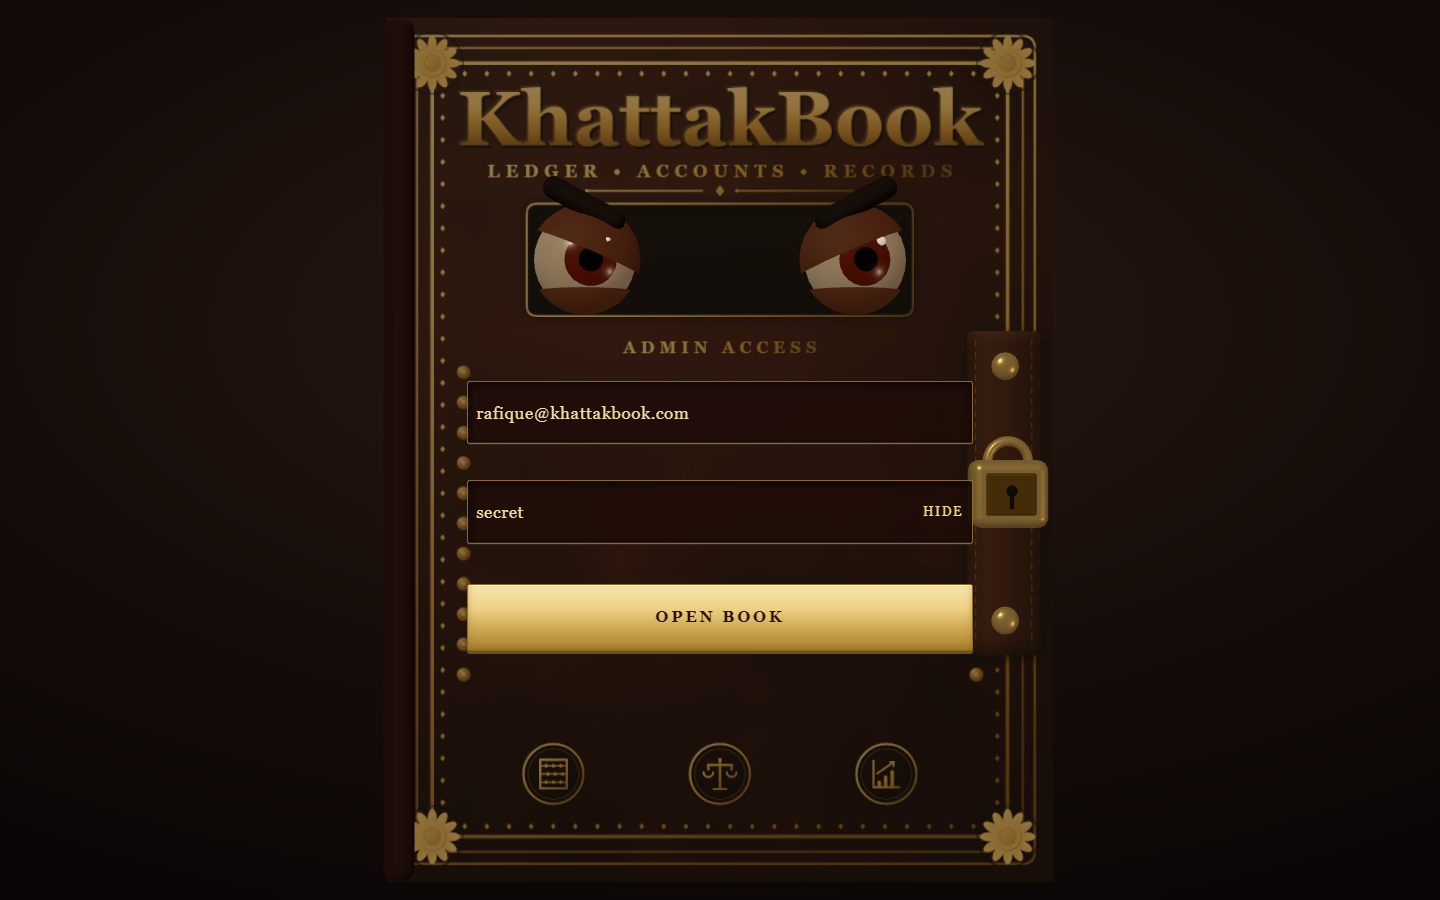 KhattakBook
LEDGER • ACCOUNTS • RECORDS
ADMIN ACCESS
rafique@khattakbook.com
secret HIDE
OPEN BOOK